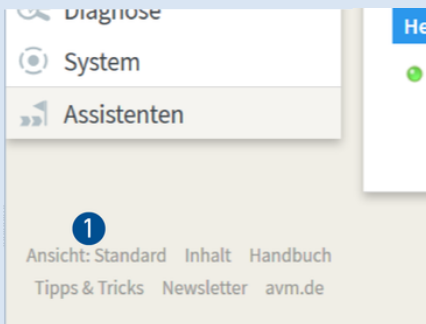 Diagnose
He
System
Assistenten
1
Ansicht: Standard Inhalt Handbuch
Tipps & Tricks Newsletter avm.de